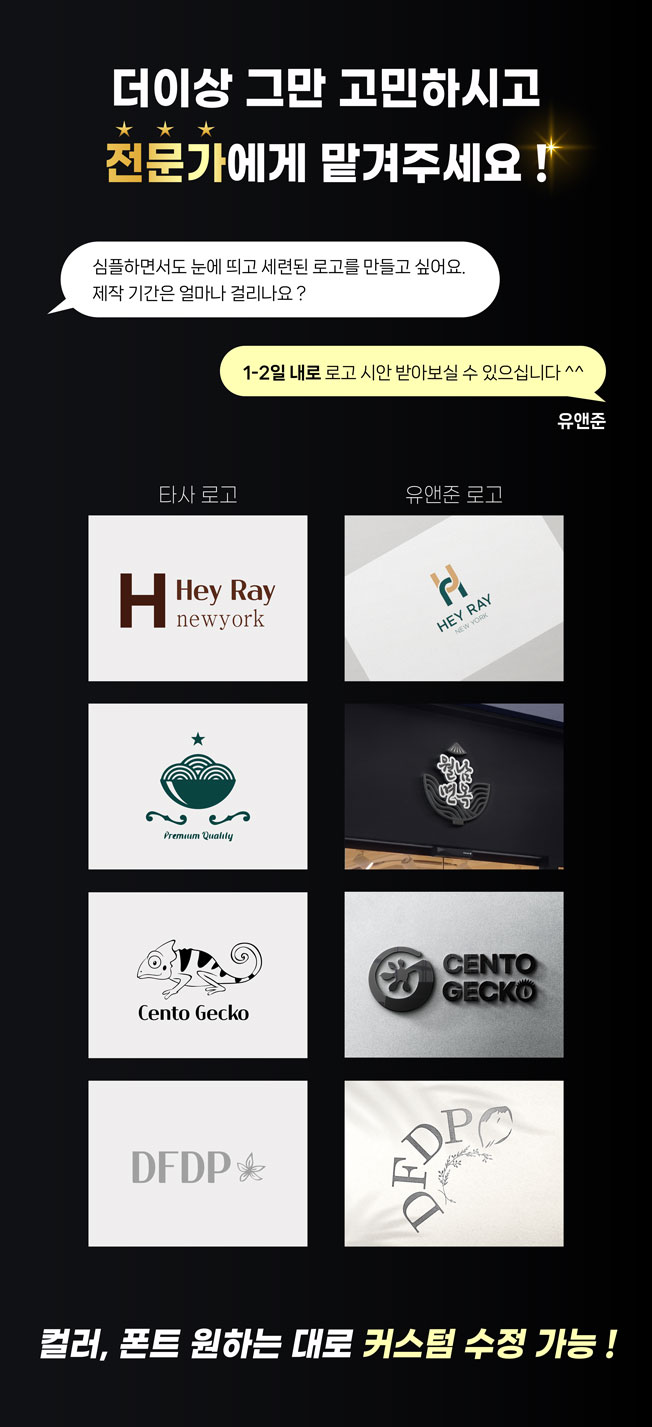 더이상 그만 고민하시고
전문가에게 맡겨주세요 !
심플하면서도 눈에 띄고 세련된 로고를 만들고 싶어요.
제작 기간은 얼마나 걸리나요 ?
1-2일 내로 로고 시안 받아보실 수 있으십니다 ^^
유앤준
타사 로고
유앤준 로고
H Hey Ray
newyork
HEY RAY
NEW YORK
Premium Quality
월남
면옥
Cento Gecko
CENTO
GECKO
DFDP
DFDP
컬러, 폰트 원하는 대로 커스텀 수정 가능 !